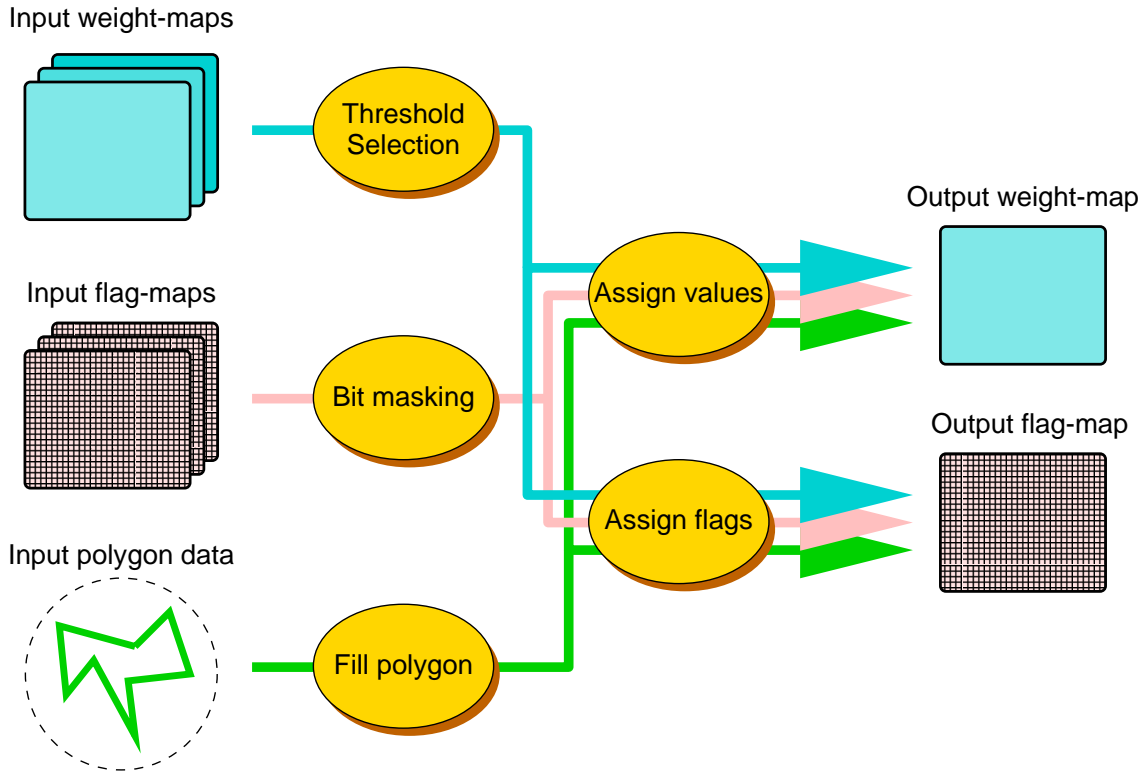 Input weight-maps
Threshold
Selection
Output weight-map
Input flag-maps
Assign values
Bit masking
Output flag-map
Assign flags
Input polygon data
Fill polygon